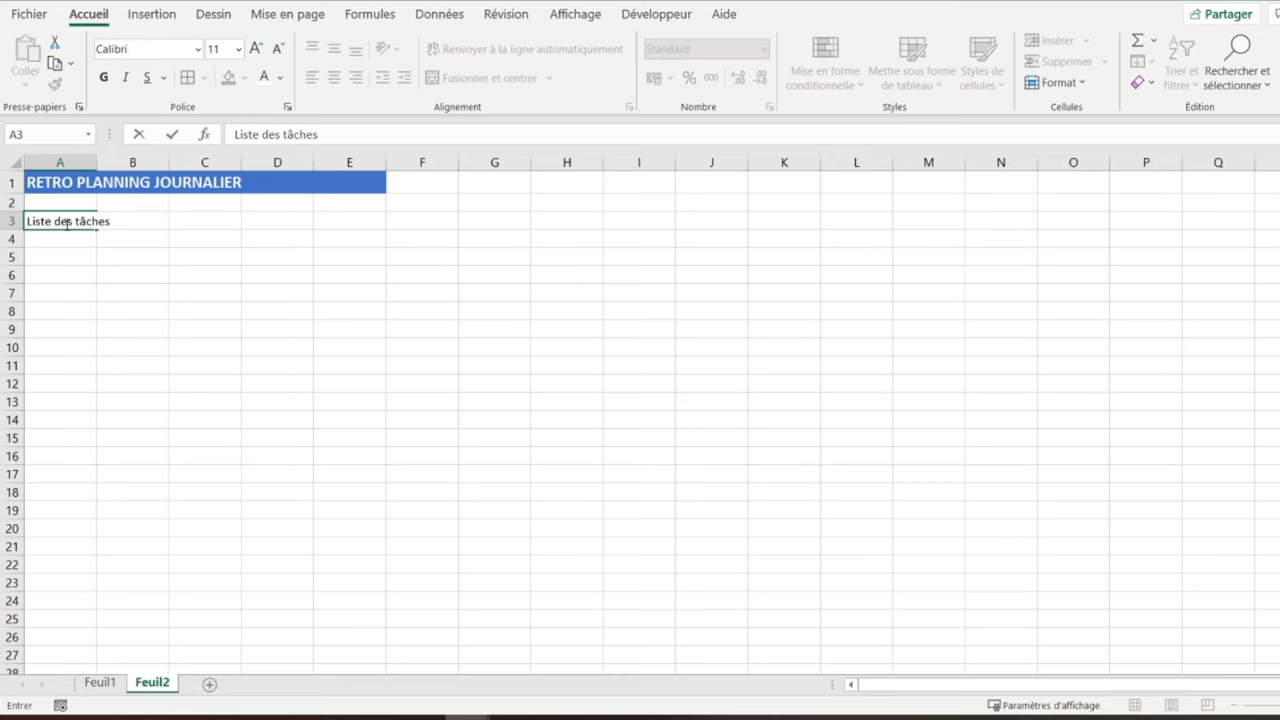 Fichier Accueil Insertion Dessin Mise en page Formules Données Révision Affichage Développeur Aide Partager
Coller Calibri 11 A^ Aˇ Renvoyer à la ligne automatiquement Standard Mise en forme conditionnelle Mettre sous forme de tableau Styles de cellules Insérer Supprimer Format Σ Trier et filtrer Rechercher et sélectionner
G I S A Fusionner et centrer % 000
Presse-papiers Police Alignement Nombre Styles Cellules Édition
A3 fx Liste des tâches
A B C D E F G H I J K L M N O P Q
1 RETRO PLANNING JOURNALIER
2
3 Liste des tâches
4
5
6
7
8
9
10
11
12
13
14
15
16
17
18
19
20
21
22
23
24
25
26
27
28
Feuil1 Feuil2
Entrer Paramètres d'affichage